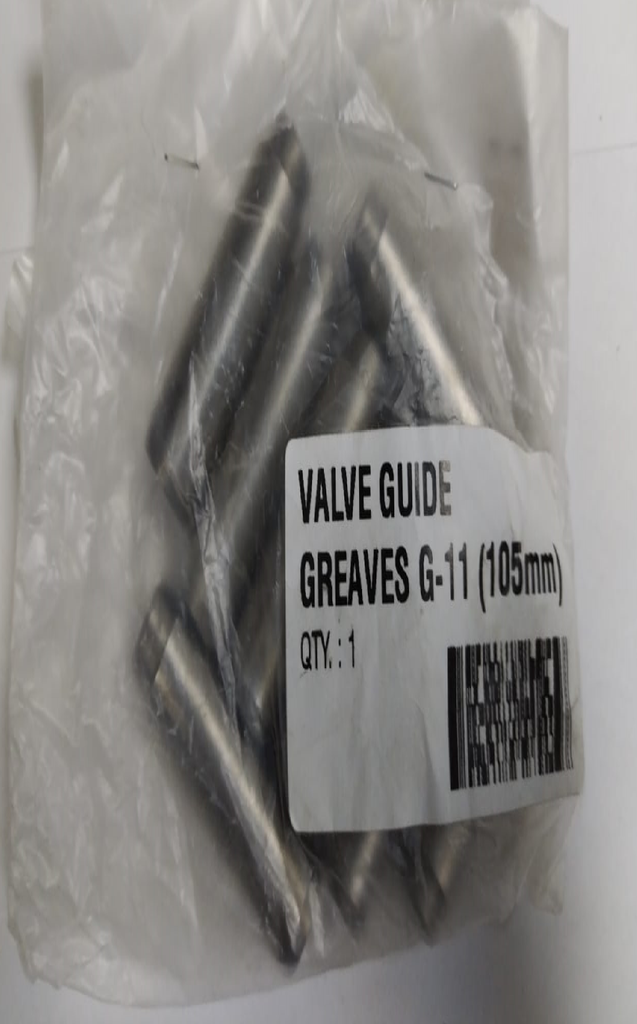 VALVE GUIDE
GREAVES G-11 (105mm)
QTY. : 1